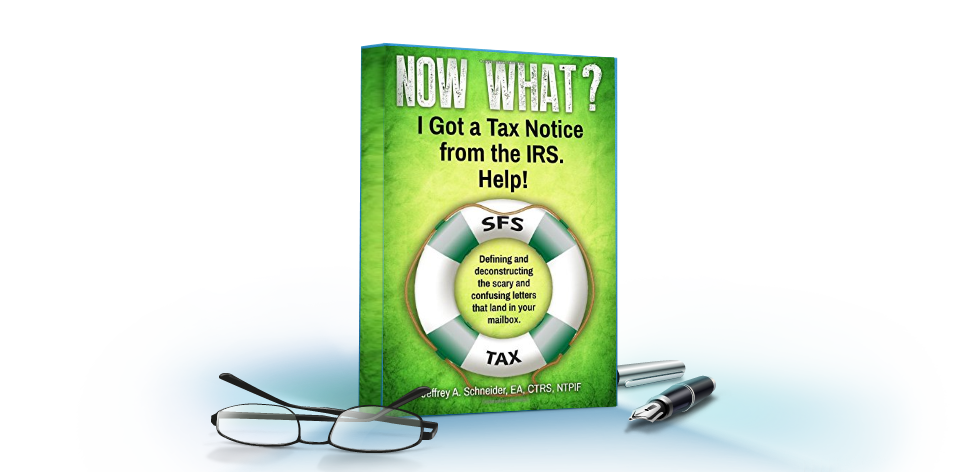 NOW WHAT?
I Got a Tax Notice
from the IRS.
Help!
SFS
Defining and
deconstructing
the scary and
confusing letters
that land in your
mailbox.
TAX
Jeffrey A. Schneider, EA, CTRS, NTPIF